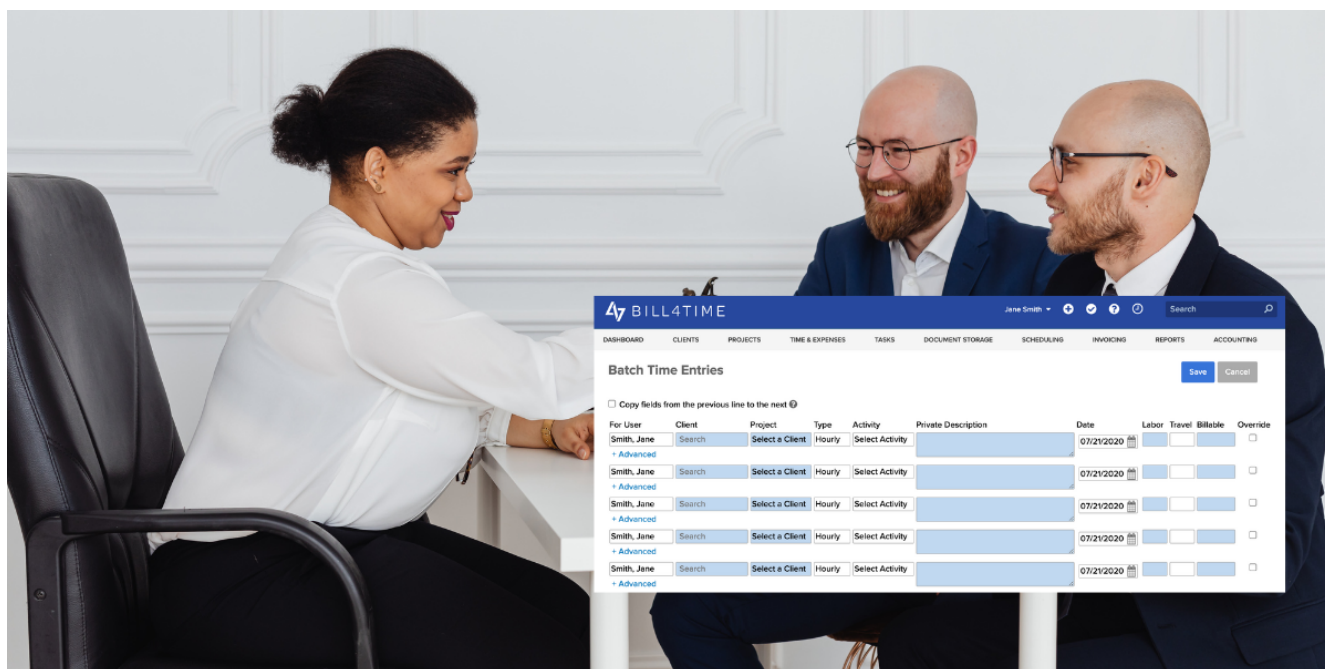 BILL4TIME Jane Smith Search
DASHBOARD CLIENTS PROJECTS TIME & EXPENSES TASKS DOCUMENT STORAGE SCHEDULING INVOICING REPORTS ACCOUNTING
Batch Time Entries Save Cancel
Copy fields from the previous line to the next ?
For User Client Project Type Activity Private Description Date Labor Travel Billable Override
Smith, Jane Search Select a Client Hourly Select Activity 07/21/2020
+ Advanced
Smith, Jane Search Select a Client Hourly Select Activity 07/21/2020
+ Advanced
Smith, Jane Search Select a Client Hourly Select Activity 07/21/2020
+ Advanced
Smith, Jane Search Select a Client Hourly Select Activity 07/21/2020
+ Advanced
Smith, Jane Search Select a Client Hourly Select Activity 07/21/2020
+ Advanced